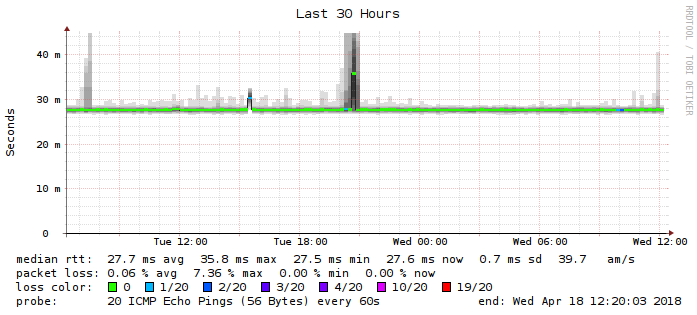 Last 30 Hours
RRDTOOL / TOBI OETIKER
Seconds
40 m
30 m
20 m
10 m
0
Tue 12:00 Tue 18:00 Wed 00:00 Wed 06:00 Wed 12:00
median rtt: 27.7 ms avg 35.8 ms max 27.5 ms min 27.6 ms now 0.7 ms sd 39.7 am/s
packet loss: 0.06 % avg 7.36 % max 0.00 % min 0.00 % now
loss color: 0 1/20 2/20 3/20 4/20 10/20 19/20
probe: 20 ICMP Echo Pings (56 Bytes) every 60s end: Wed Apr 18 12:20:03 2018